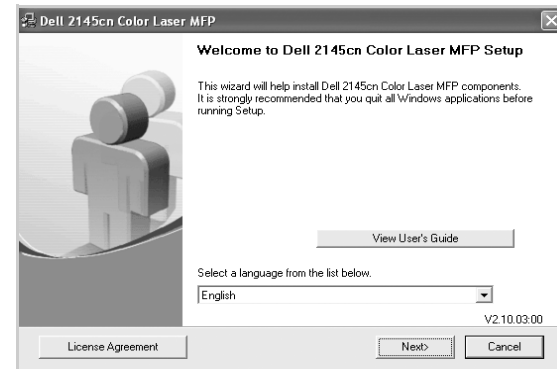 Dell 2145cn Color Laser MFP
Welcome to Dell 2145cn Color Laser MFP Setup
This wizard will help install Dell 2145cn Color Laser MFP components.
It is strongly recommended that you quit all Windows applications before
running Setup.
View User's Guide
Select a language from the list below.
English
V2.10.03:00
License Agreement
Next>
Cancel